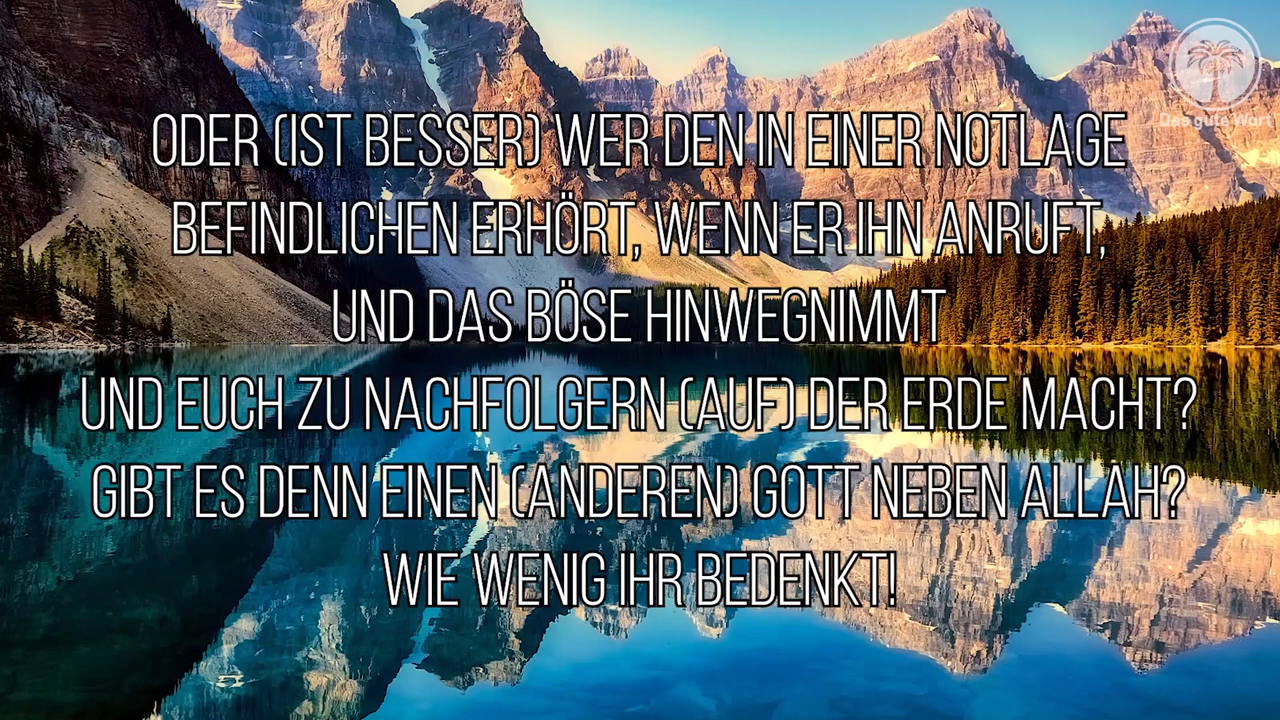 Das gute Wort
ODER (IST BESSER) WER DEN IN EINER NOTLAGE
BEFINDLICHEN ERHÖRT, WENN ER IHN ANRUFT,
UND DAS BÖSE HINWEGNIMMT
UND EUCH ZU NACHFOLGERN (AUF) DER ERDE MACHT?
GIBT ES DENN EINEN (ANDEREN) GOTT NEBEN ALLAH?
WIE WENIG IHR BEDENKT!